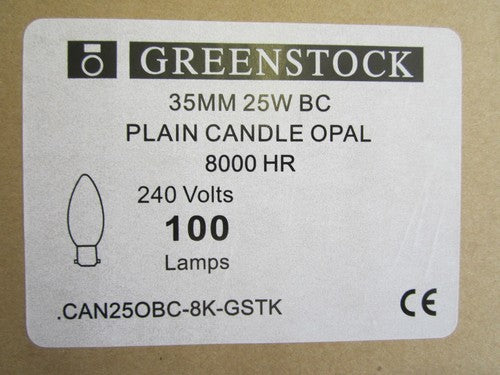 GREENSTOCK
35MM 25W BC
PLAIN CANDLE OPAL
8000 HR
240 Volts
100
Lamps
.CAN25OBC-8K-GSTK
CE